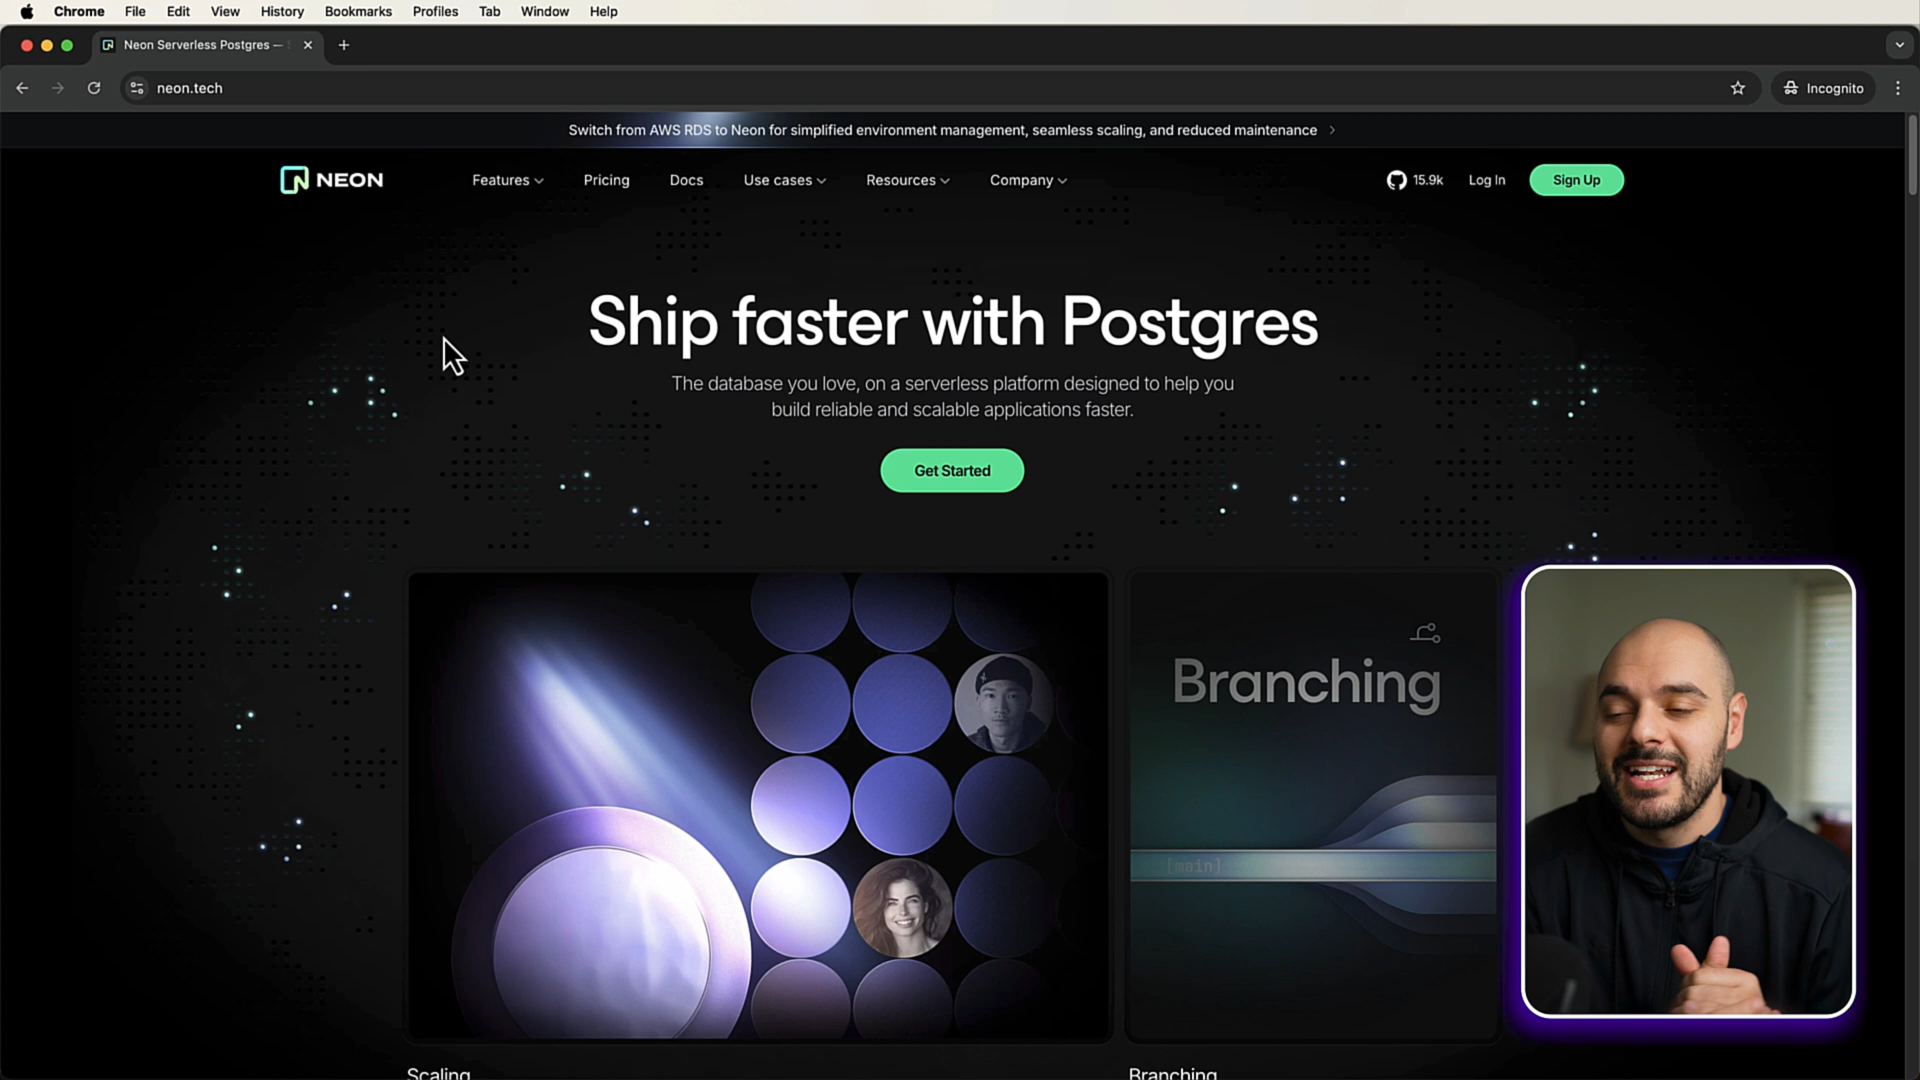 Chrome File Edit View History Bookmarks Profiles Tab Window Help
Neon Serverless Postgres —
neon.tech
Incognito
Switch from AWS RDS to Neon for simplified environment management, seamless scaling, and reduced maintenance
NEON
Features Pricing Docs Use cases Resources Company
15.9k Log In Sign Up
Ship faster with Postgres
The database you love, on a serverless platform designed to help you
build reliable and scalable applications faster.
Get Started
Branching
[main]
Scaling
Branching